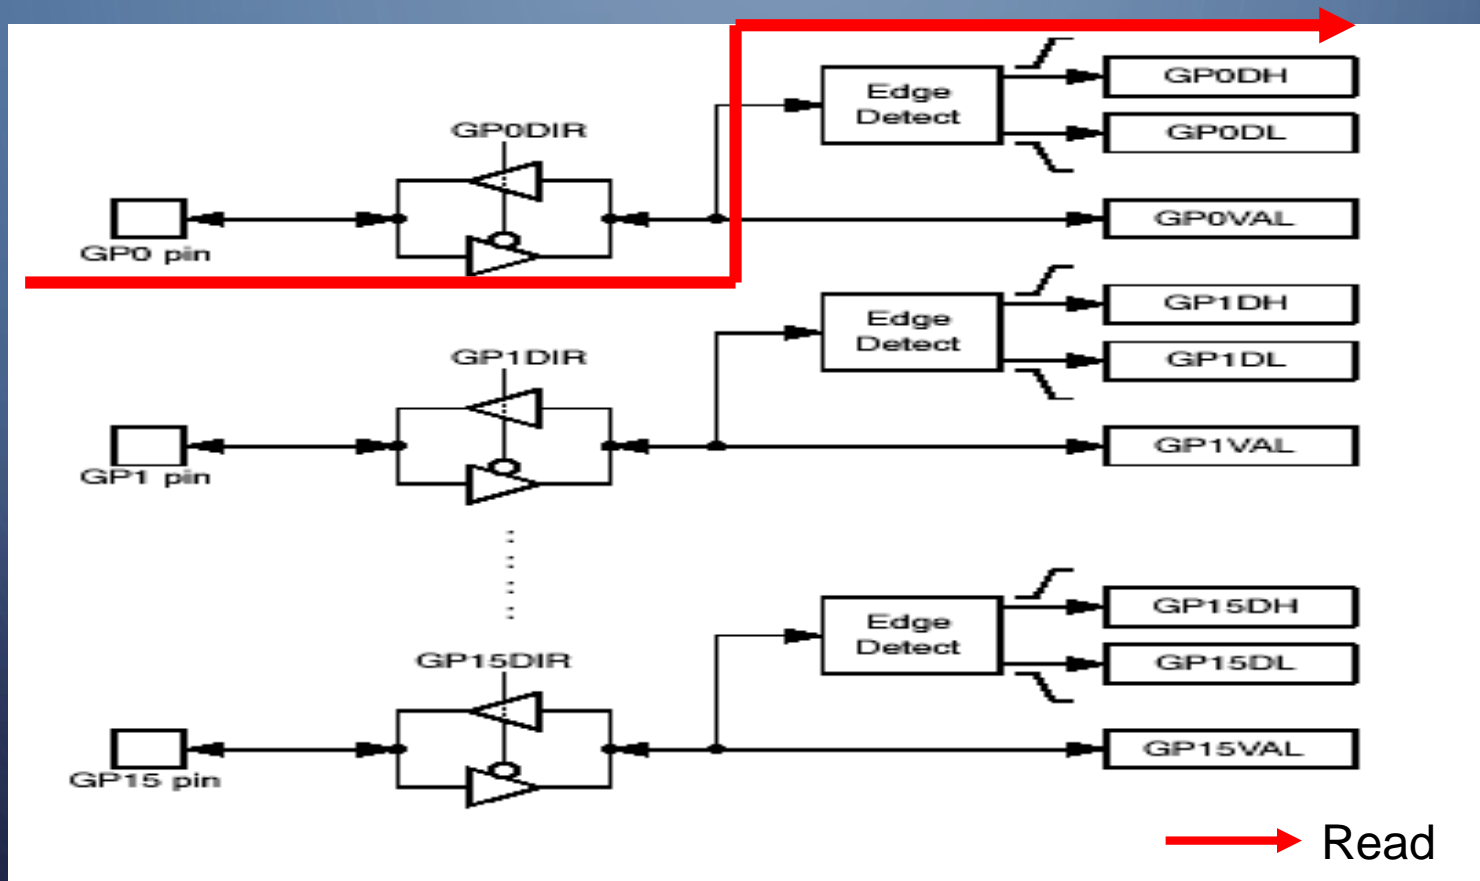 GP0DIR
GP0 pin
Edge
Detect
GP0DH
GP0DL
GP0VAL
GP1DIR
GP1 pin
Edge
Detect
GP1DH
GP1DL
GP1VAL
GP15DIR
GP15 pin
Edge
Detect
GP15DH
GP15DL
GP15VAL
Read